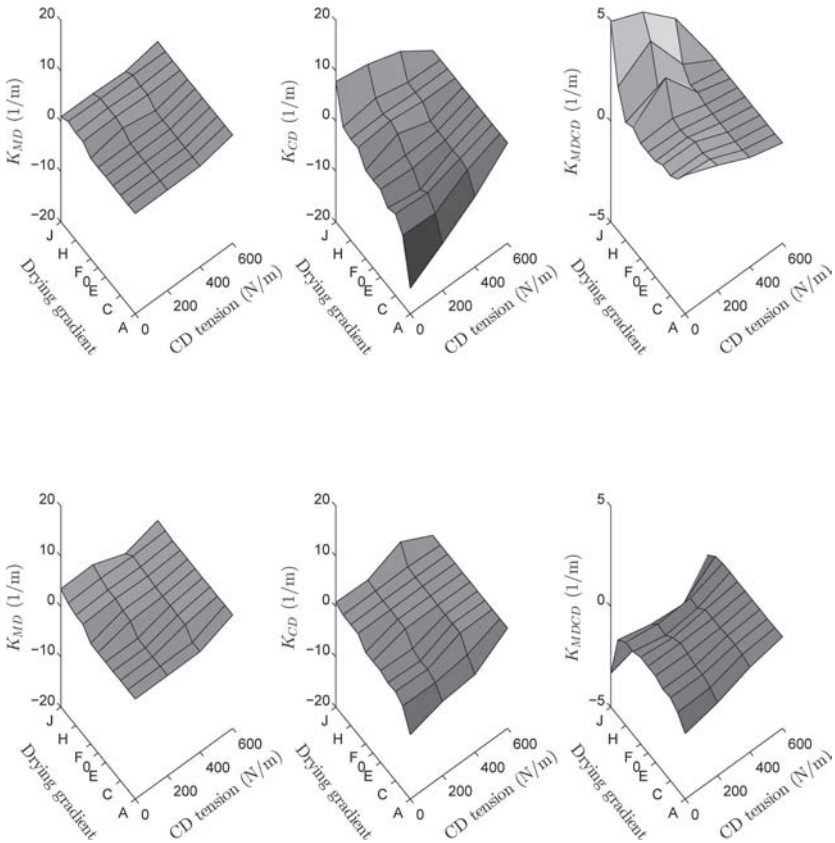 20
10
0
−10
−20
K_MD (1/m)
J
H
F
0
E
C
A
Drying gradient
0
200
400
600
CD tension (N/m)
20
10
0
−10
−20
K_CD (1/m)
J
H
F
0
E
C
A
Drying gradient
0
200
400
600
CD tension (N/m)
5
0
−5
K_MDCD (1/m)
J
H
F
0
E
C
A
Drying gradient
0
200
400
600
CD tension (N/m)
20
10
0
−10
−20
K_MD (1/m)
J
H
F
0
E
C
A
Drying gradient
0
200
400
600
CD tension (N/m)
20
10
0
−10
−20
K_CD (1/m)
J
H
F
0
E
C
A
Drying gradient
0
200
400
600
CD tension (N/m)
5
0
−5
K_MDCD (1/m)
J
H
F
0
E
C
A
Drying gradient
0
200
400
600
CD tension (N/m)